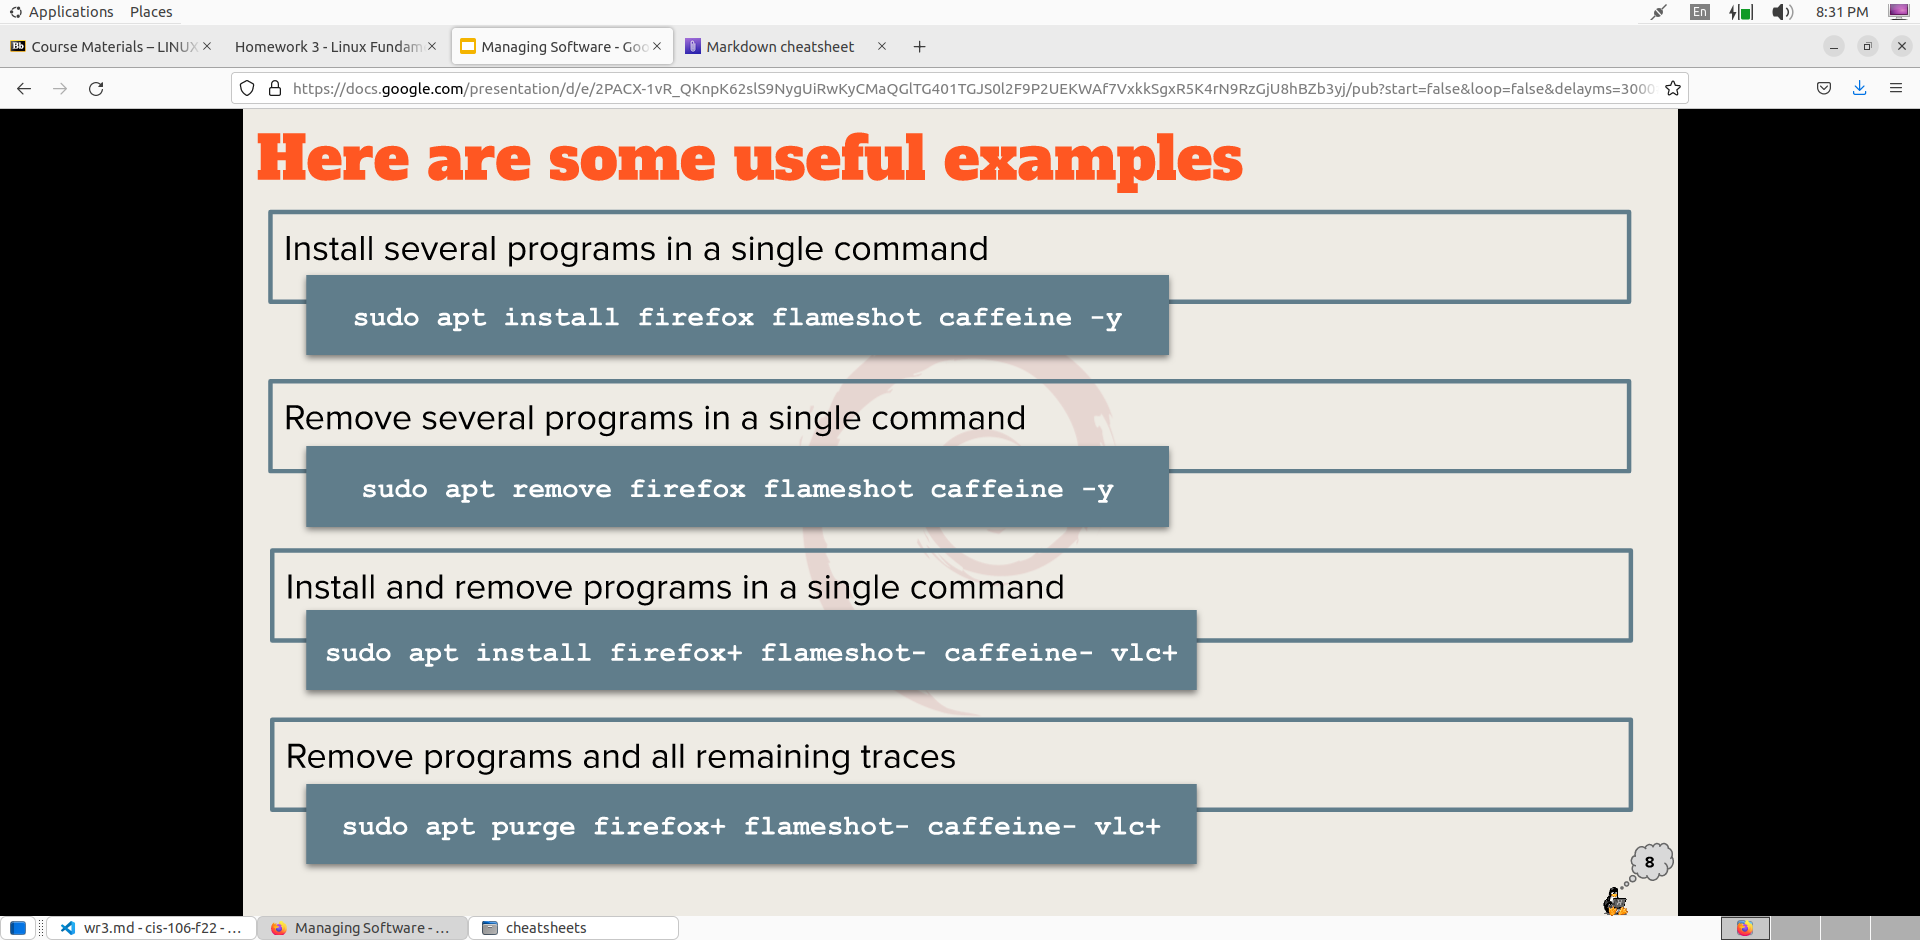 Applications Places En 8:31 PM
Course Materials – LINUX Homework 3 - Linux Fundam Managing Software - Goo Markdown cheatsheet
https://docs.google.com/presentation/d/e/2PACX-1vR_QKnpK62slS9NygUiRwKyCMaQGlTG401TGJS0l2F9P2UEKWAf7VxkkSgxR5K4rN9RzGjU8hBZb3yj/pub?start=false&loop=false&delayms=3000
Here are some useful examples
Install several programs in a single command
sudo apt install firefox flameshot caffeine -y
Remove several programs in a single command
sudo apt remove firefox flameshot caffeine -y
Install and remove programs in a single command
sudo apt install firefox+ flameshot- caffeine- vlc+
Remove programs and all remaining traces
sudo apt purge firefox+ flameshot- caffeine- vlc+
8
wr3.md - cis-106-f22 - ... Managing Software - ... cheatsheets